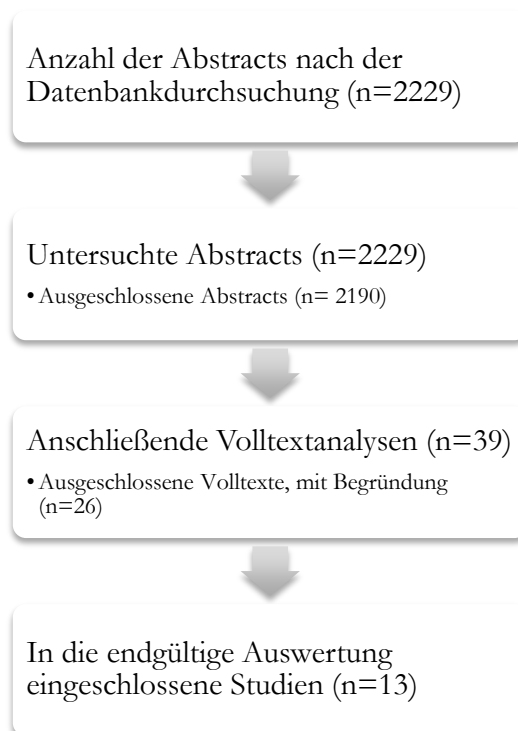 Anzahl der Abstracts nach der
Datenbankdurchsuchung (n=2229)
Untersuchte Abstracts (n=2229)
• Ausgeschlossene Abstracts (n= 2190)
Anschließende Volltextanalysen (n=39)
• Ausgeschlossene Volltexte, mit Begründung
(n=26)
In die endgültige Auswertung
eingeschlossene Studien (n=13)